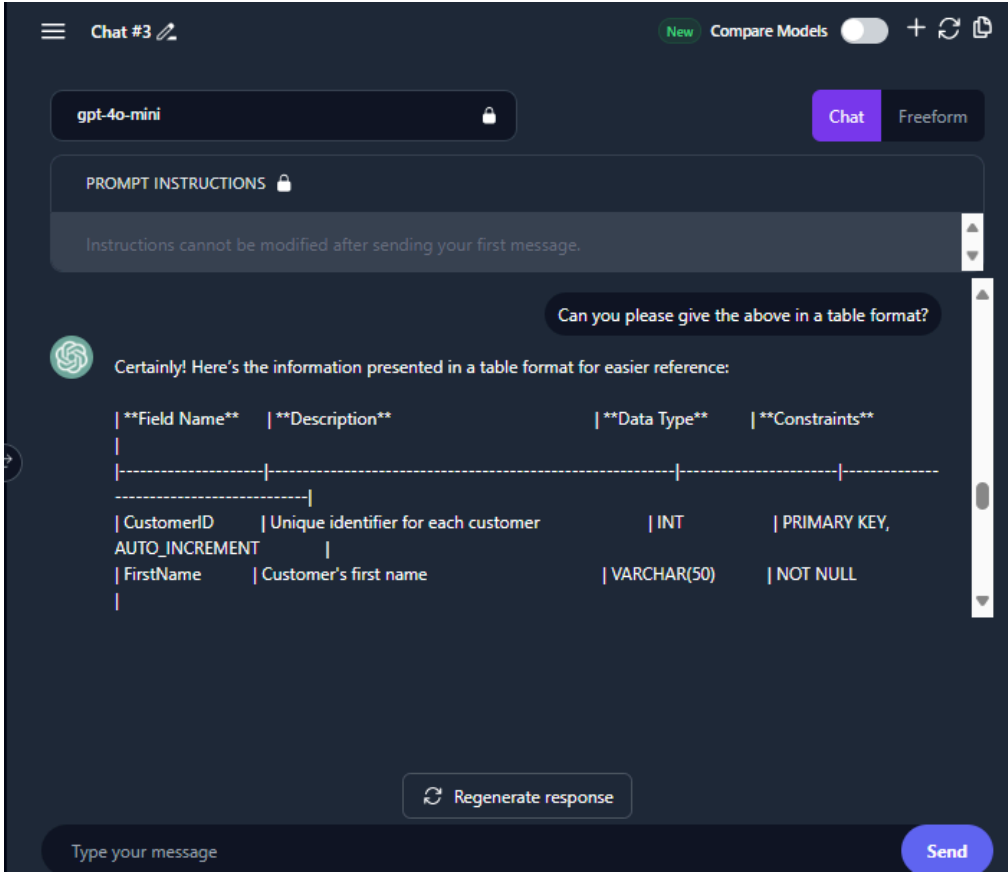 Chat #3
New Compare Models
gpt-4o-mini
Chat Freeform
PROMPT INSTRUCTIONS
Instructions cannot be modified after sending your first message.
Can you please give the above in a table format?
Certainly! Here’s the information presented in a table format for easier reference:
| **Field Name** | **Description** | **Data Type** | **Constraints**
|
|---------------------|------------------------------------------------------------|-----------------------|--------------
----------------------------|
| CustomerID | Unique identifier for each customer | INT | PRIMARY KEY,
AUTO_INCREMENT |
| FirstName | Customer's first name | VARCHAR(50) | NOT NULL
|
Regenerate response
Type your message Send